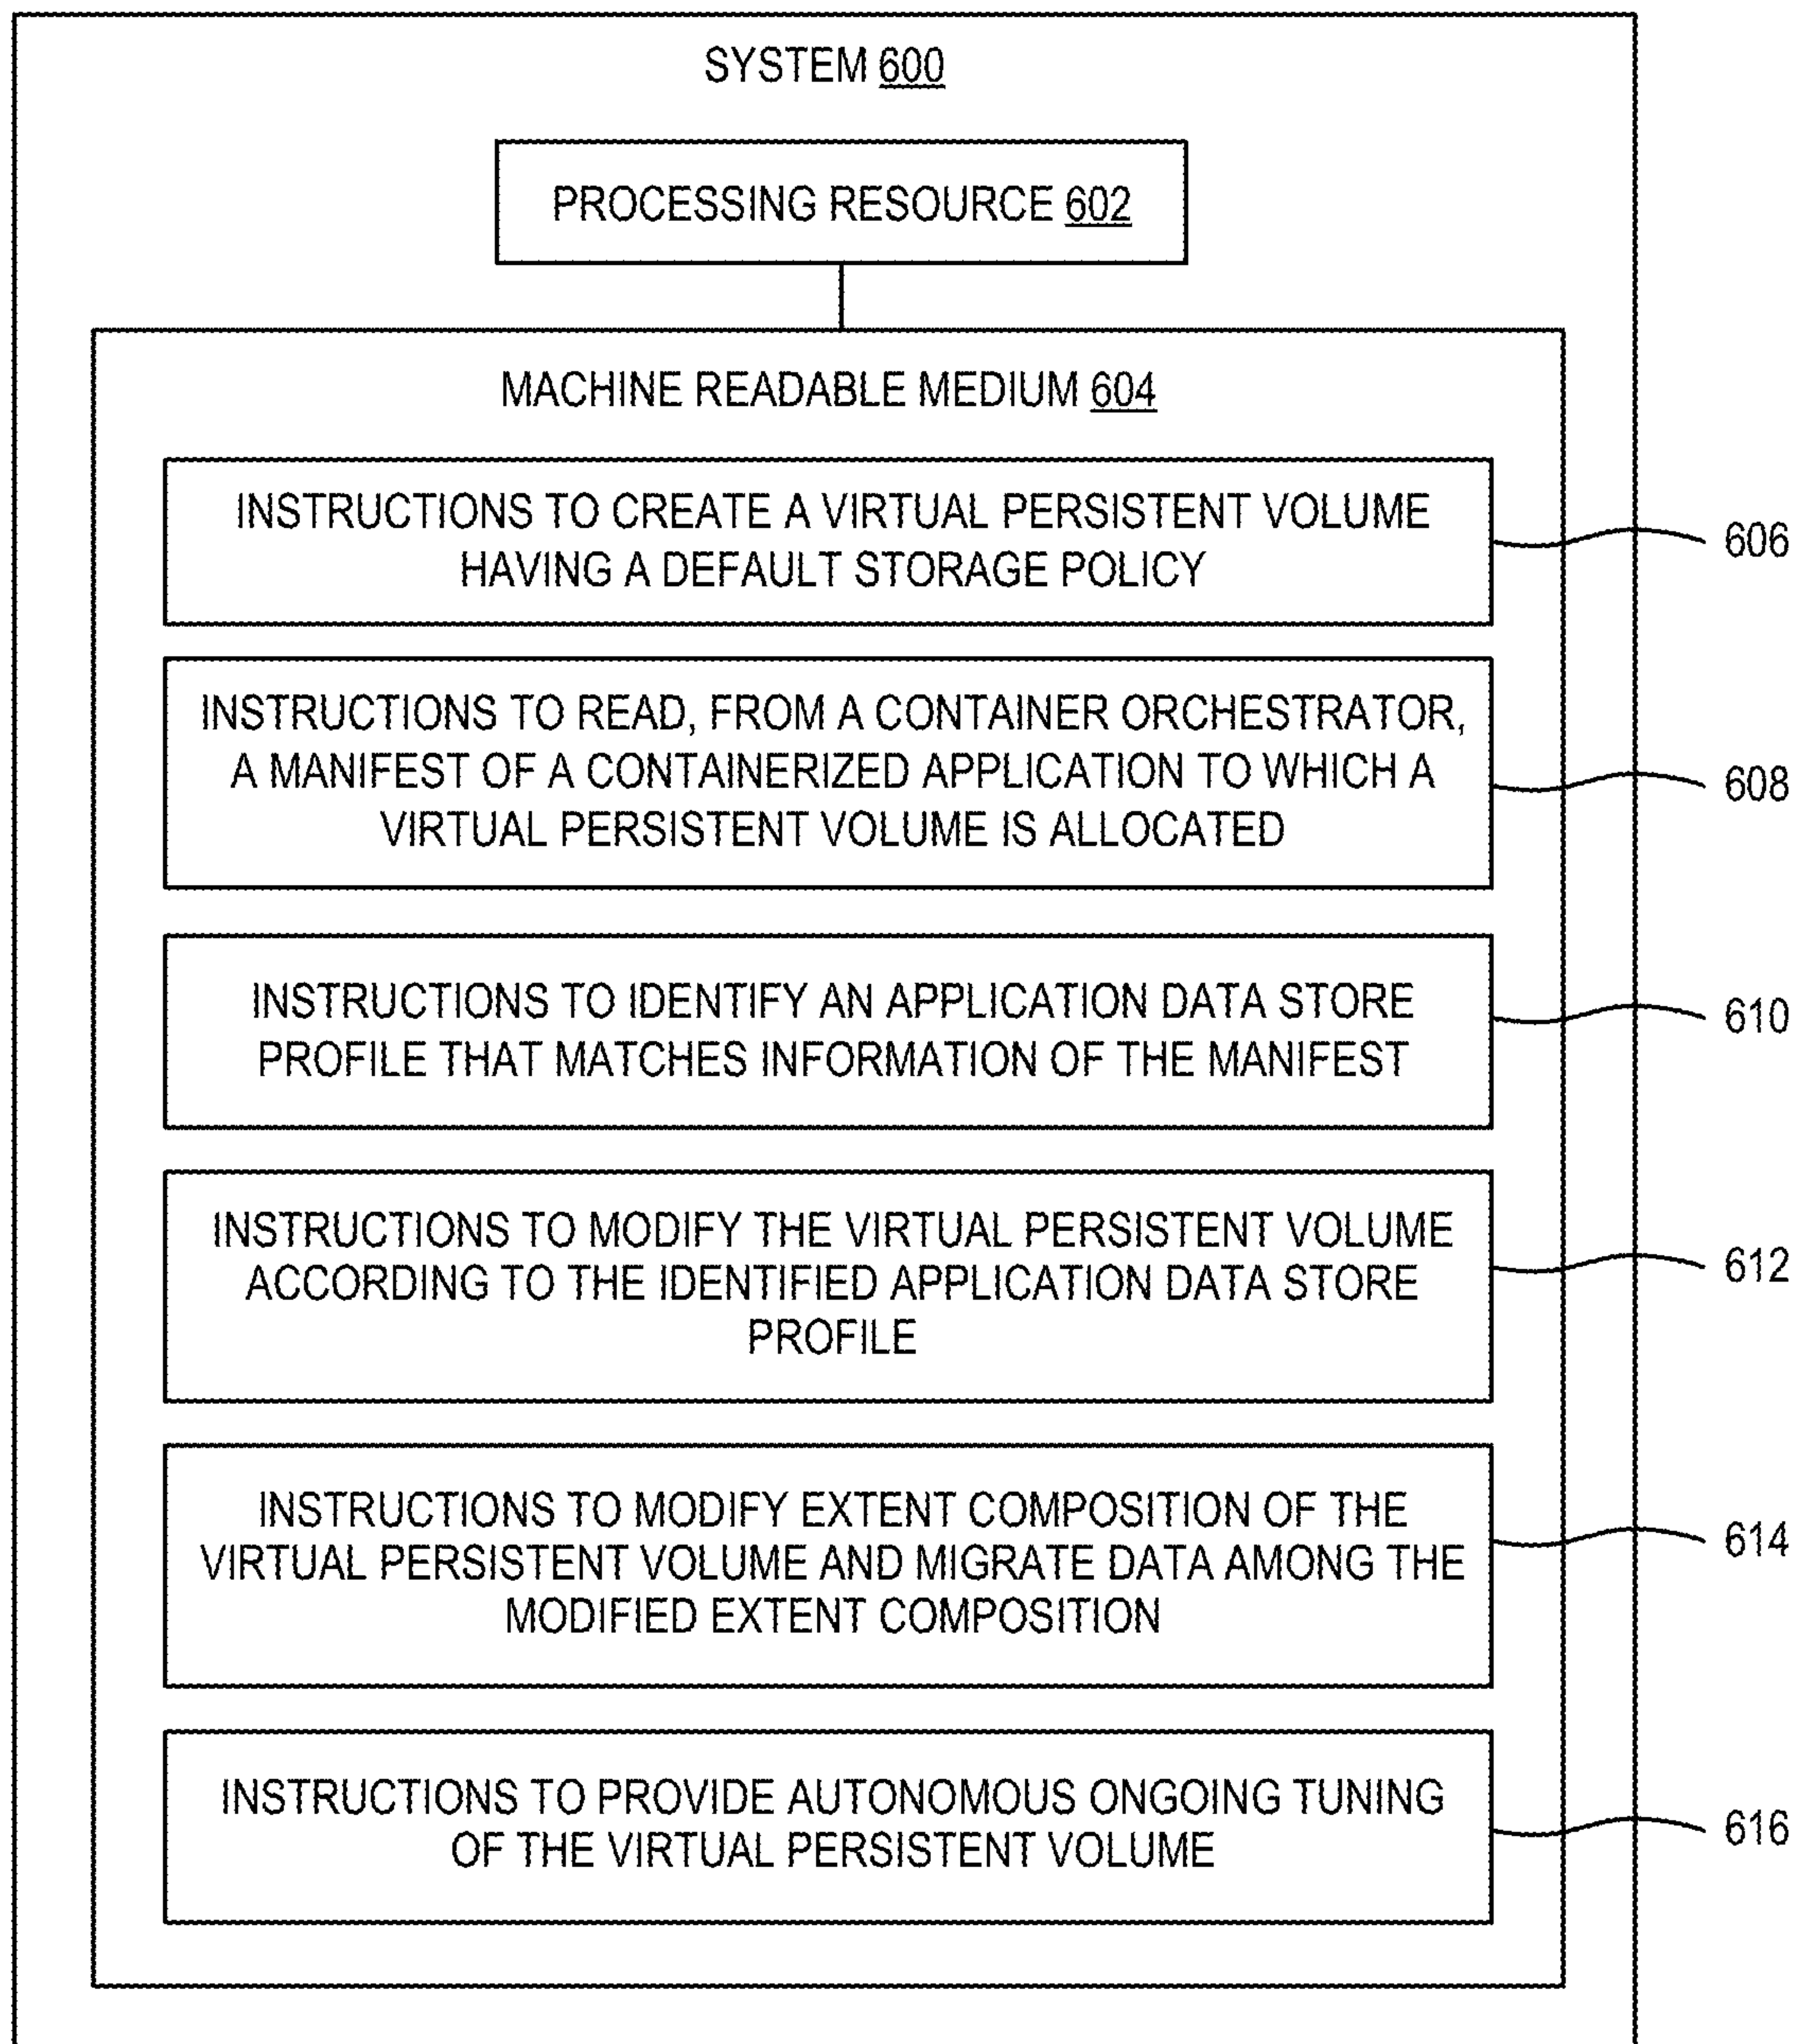 SYSTEM 600
PROCESSING RESOURCE 602
MACHINE READABLE MEDIUM 604
INSTRUCTIONS TO CREATE A VIRTUAL PERSISTENT VOLUME
HAVING A DEFAULT STORAGE POLICY
606
INSTRUCTIONS TO READ, FROM A CONTAINER ORCHESTRATOR,
A MANIFEST OF A CONTAINERIZED APPLICATION TO WHICH A
VIRTUAL PERSISTENT VOLUME IS ALLOCATED
608
INSTRUCTIONS TO IDENTIFY AN APPLICATION DATA STORE
PROFILE THAT MATCHES INFORMATION OF THE MANIFEST
610
INSTRUCTIONS TO MODIFY THE VIRTUAL PERSISTENT VOLUME
ACCORDING TO THE IDENTIFIED APPLICATION DATA STORE
PROFILE
612
INSTRUCTIONS TO MODIFY EXTENT COMPOSITION OF THE
VIRTUAL PERSISTENT VOLUME AND MIGRATE DATA AMONG THE
MODIFIED EXTENT COMPOSITION
614
INSTRUCTIONS TO PROVIDE AUTONOMOUS ONGOING TUNING
OF THE VIRTUAL PERSISTENT VOLUME
616